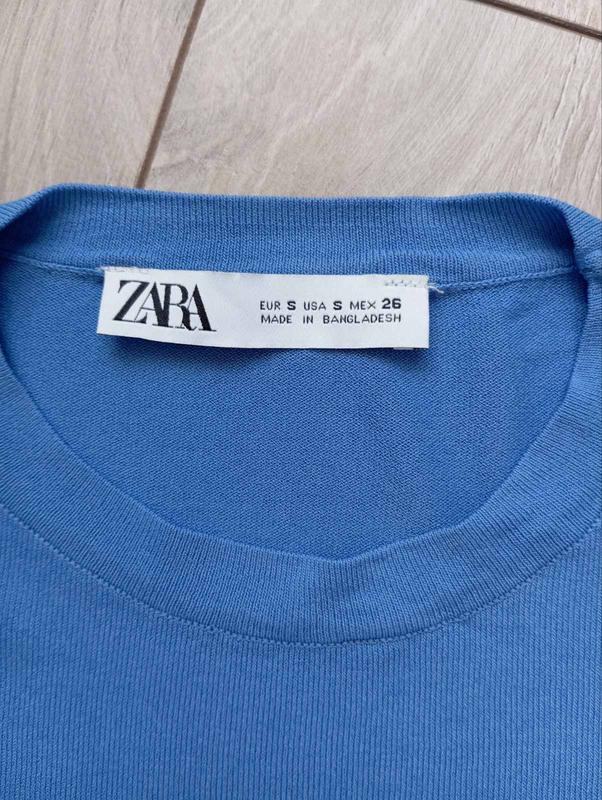 ZARA
EUR S USA S MEX 26
MADE IN BANGLADESH